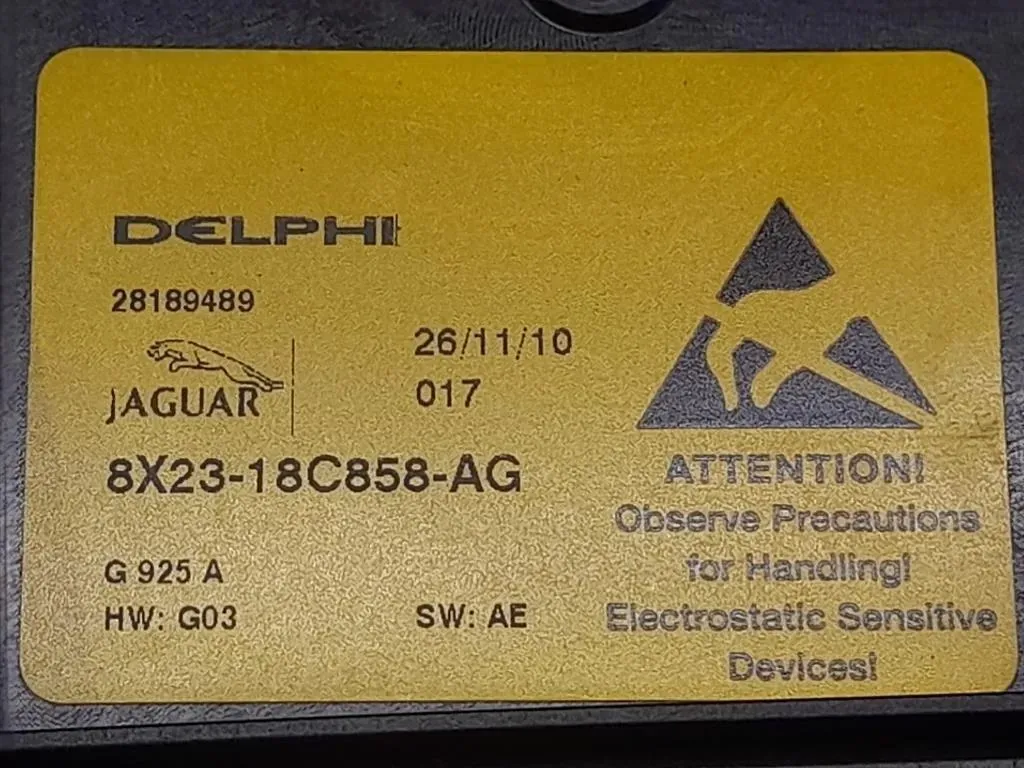 DELPHI
28189489
JAGUAR
26/11/10
017
8X23-18C858-AG
G 925 A
HW: G03
SW: AE
ATTENTION!
Observe Precautions
for Handling!
Electrostatic Sensitive
Devices!